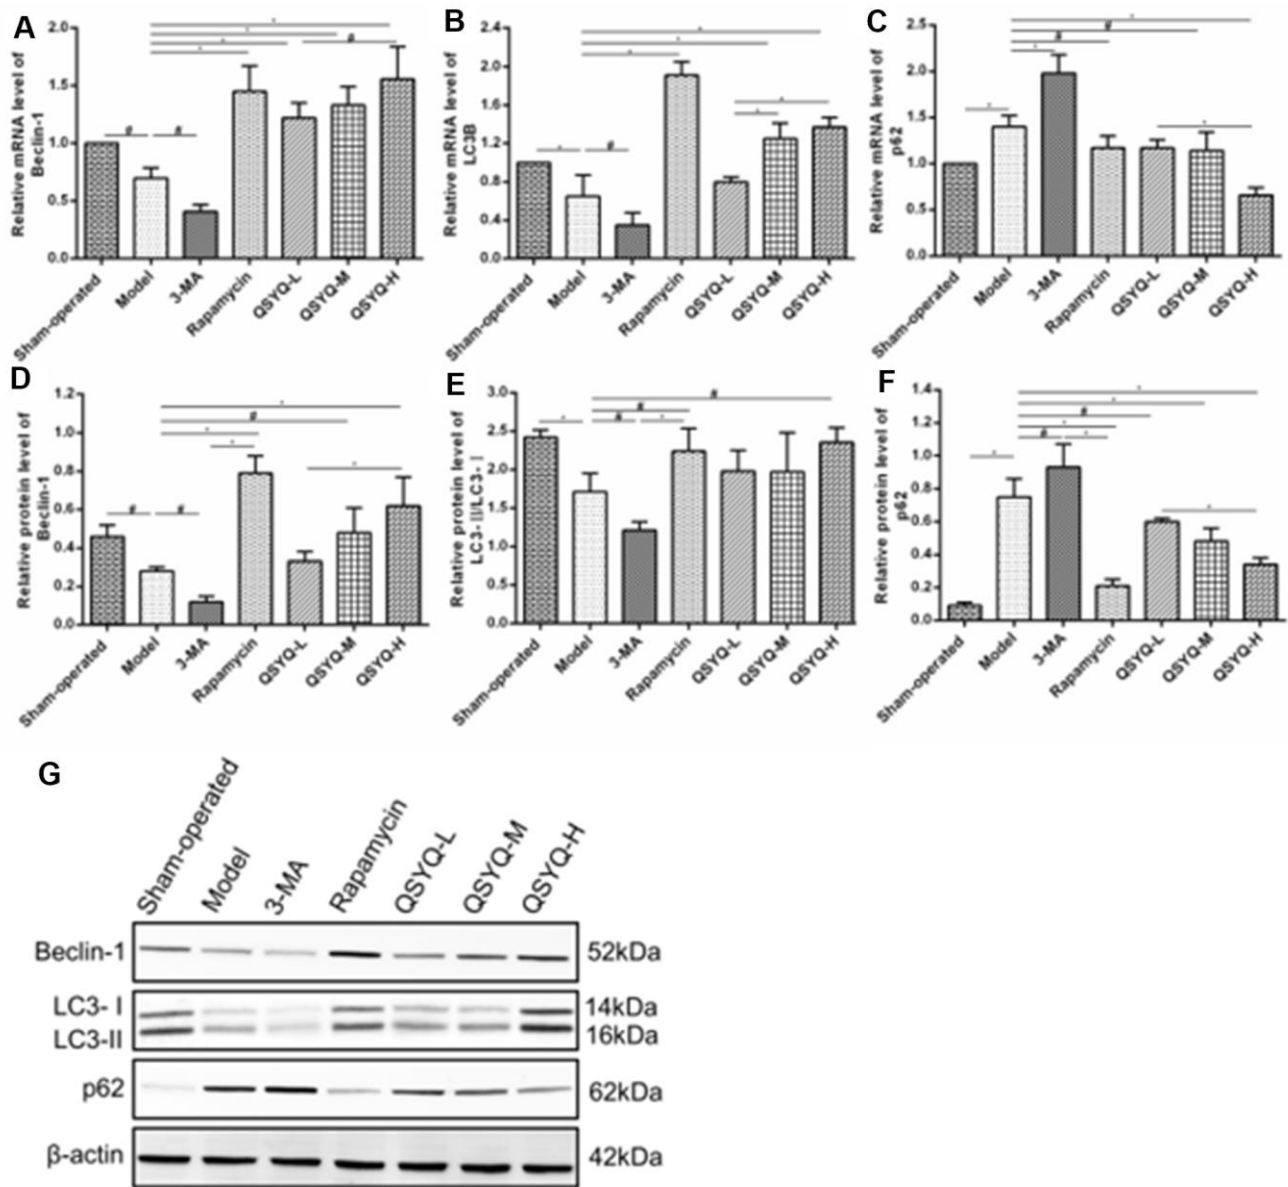 A
Relative mRNA level of
Beclin-1
2.0
1.5
1.0
0.5
0.0
Sham-operated
Model
3-MA
Rapamycin
QSYQ-L
QSYQ-M
QSYQ-H
B
Relative mRNA level of
LC3B
2.4
2.0
1.6
1.2
0.8
0.4
0.0
Sham-operated
Model
3-MA
Rapamycin
QSYQ-L
QSYQ-M
QSYQ-H
C
Relative mRNA level of
p62
2.5
2.0
1.5
1.0
0.5
0.0
Sham-operated
Model
3-MA
Rapamycin
QSYQ-L
QSYQ-M
QSYQ-H
D
Relative protein level of
Beclin-1
1.2
1.0
0.8
0.6
0.4
0.2
0.0
Sham-operated
Model
3-MA
Rapamycin
QSYQ-L
QSYQ-M
QSYQ-H
E
Relative protein level of
LC3-II/LC3-I
3.0
2.5
2.0
1.5
1.0
0.5
0.0
Sham-operated
Model
3-MA
Rapamycin
QSYQ-L
QSYQ-M
QSYQ-H
F
Relative protein level of
p62
1.4
1.2
1.0
0.8
0.6
0.4
0.2
0.0
Sham-operated
Model
3-MA
Rapamycin
QSYQ-L
QSYQ-M
QSYQ-H
G
Sham-operated
Model
3-MA
Rapamycin
QSYQ-L
QSYQ-M
QSYQ-H
Beclin-1 52kDa
LC3-I 14kDa
LC3-II 16kDa
p62 62kDa
β-actin 42kDa